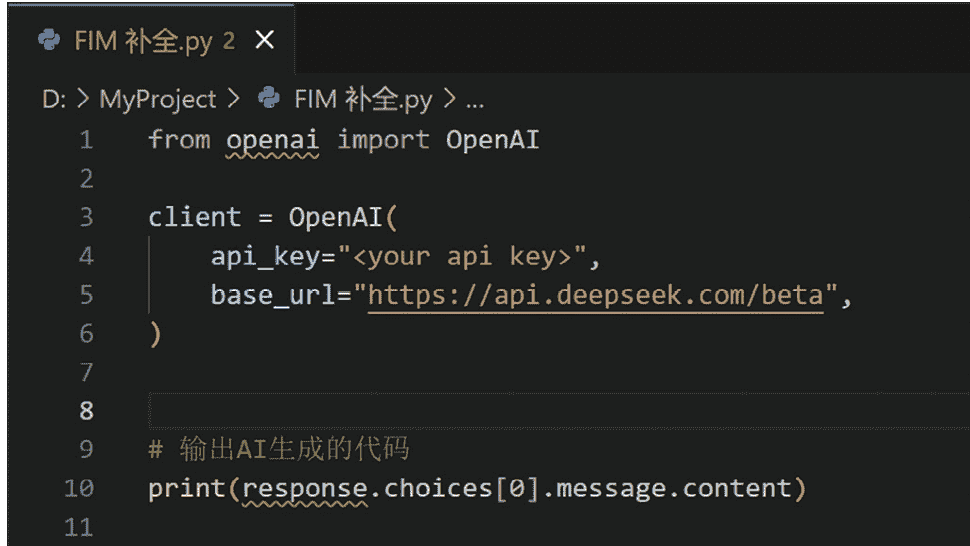 FIM 补全.py 2 ×
D: > MyProject > FIM 补全.py > ...
1 from openai import OpenAI
2
3 client = OpenAI(
4     api_key="<your api key>",
5     base_url="https://api.deepseek.com/beta",
6 )
7
8
9 # 输出AI生成的代码
10 print(response.choices[0].message.content)
11